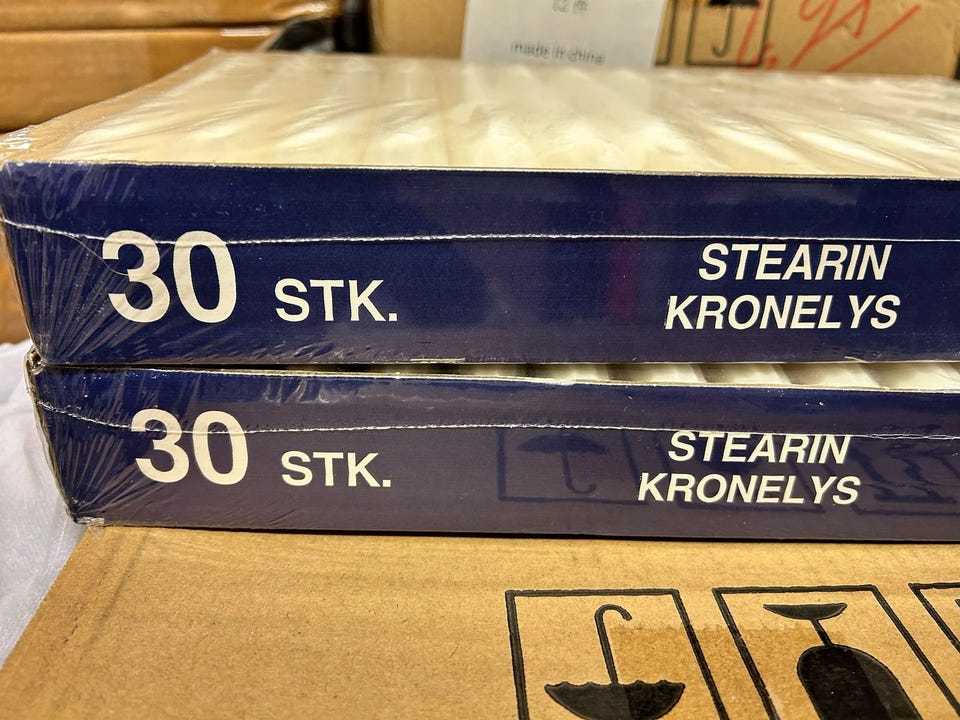 made in china
30 STK.
STEARIN
KRONELYS
30 STK.
STEARIN
KRONELYS